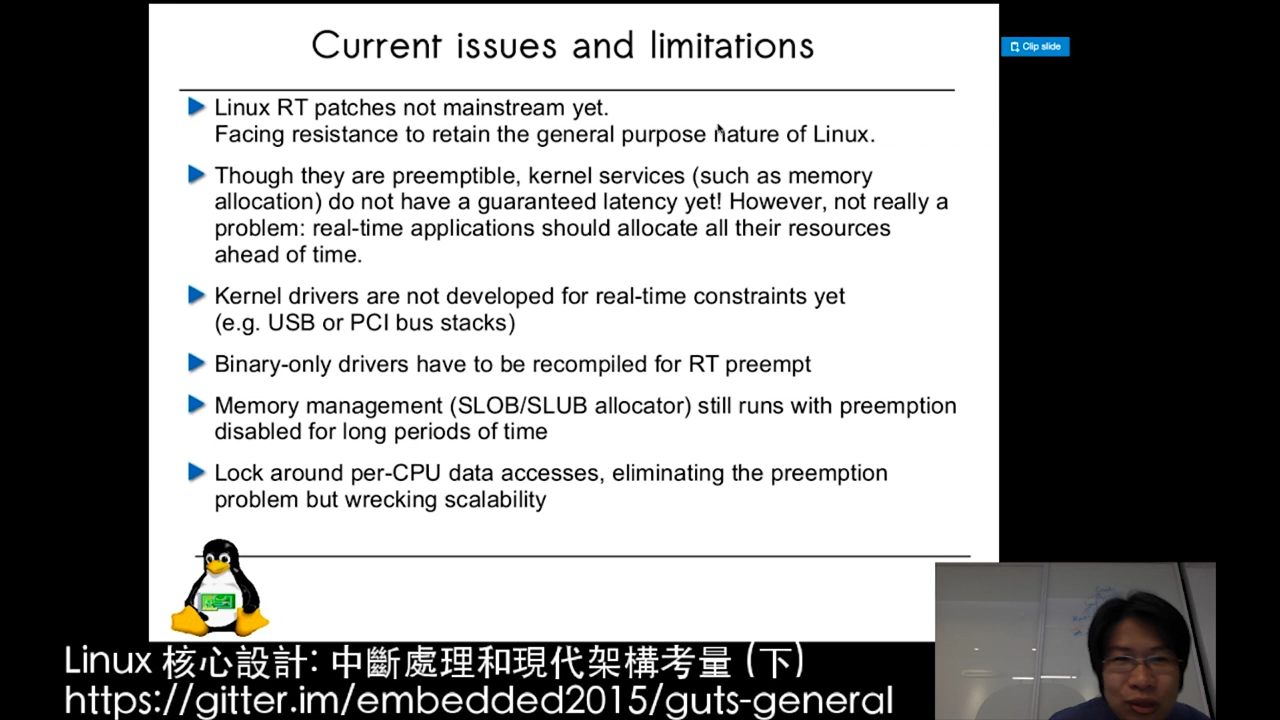 Current issues and limitations
Clip slide
Linux RT patches not mainstream yet.
Facing resistance to retain the general purpose nature of Linux.
Though they are preemptible, kernel services (such as memory
allocation) do not have a guaranteed latency yet! However, not really a
problem: real-time applications should allocate all their resources
ahead of time.
Kernel drivers are not developed for real-time constraints yet
(e.g. USB or PCI bus stacks)
Binary-only drivers have to be recompiled for RT preempt
Memory management (SLOB/SLUB allocator) still runs with preemption
disabled for long periods of time
Lock around per-CPU data accesses, eliminating the preemption
problem but wrecking scalability
Linux 核心設計: 中斷處理和現代架構考量 (下)
https://gitter.im/embedded2015/guts-general